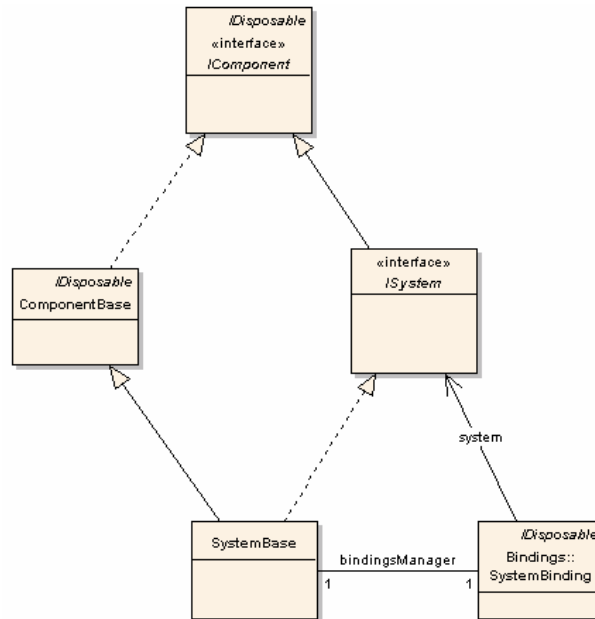 IDisposable
«interface»
IComponent
IDisposable
ComponentBase
«interface»
ISystem
system
SystemBase
bindingsManager
1
1
IDisposable
Bindings::
SystemBinding